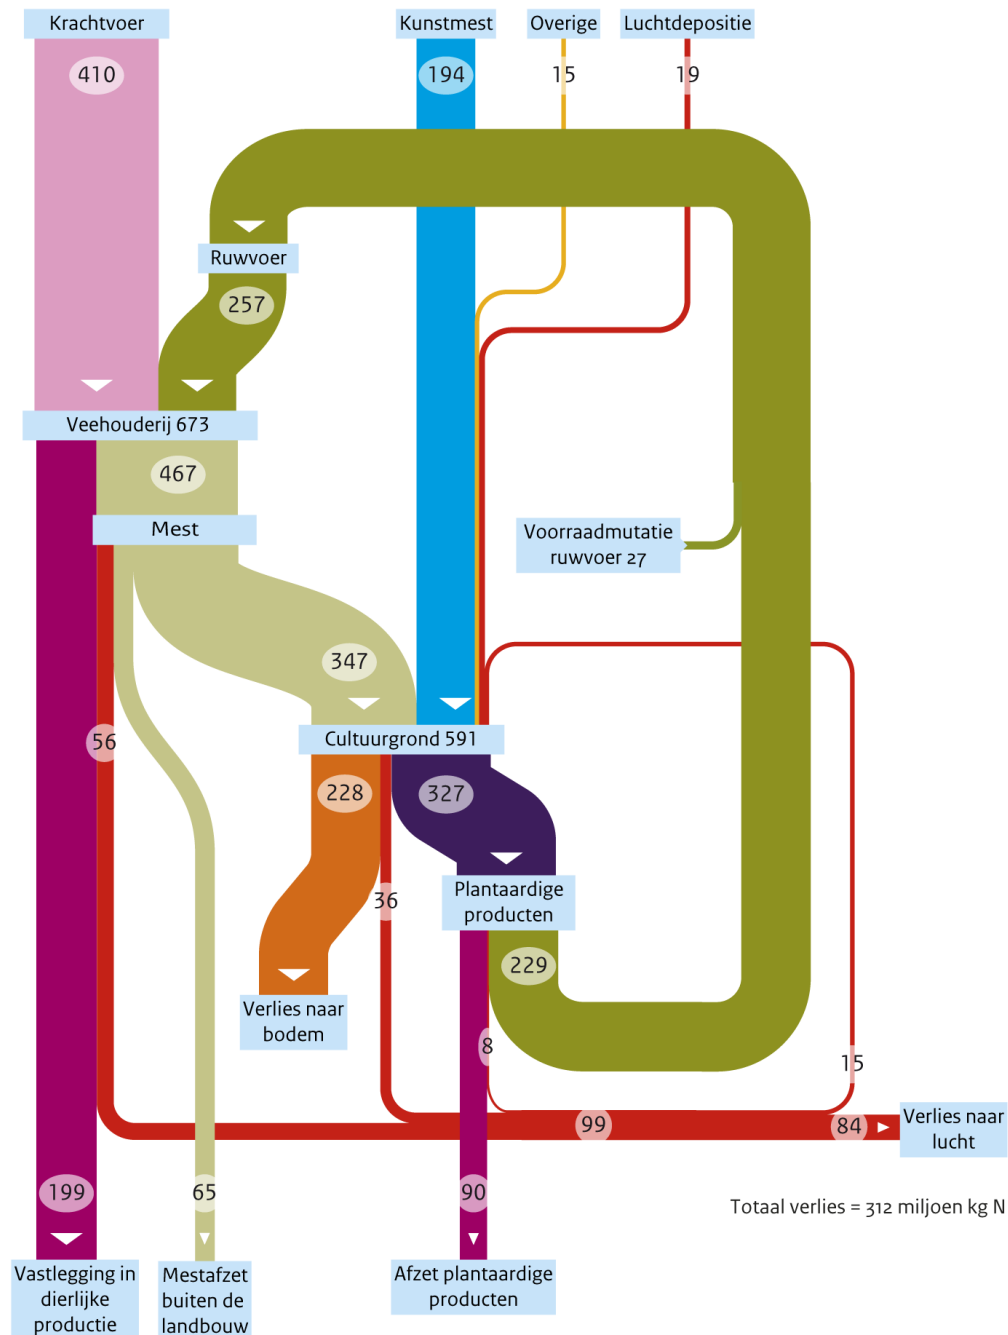 Krachtvoer
Kunstmest
Overige
Luchtdepositie
410
194
15
19
Ruwvoer
257
Veehouderij 673
467
Mest
Voorraadmutatie
ruwvoer 27
347
Cultuurgrond 591
56
228
327
Plantaardige
producten
36
229
Verlies naar
bodem
8
15
99
84
Verlies naar
lucht
199
65
90
Totaal verlies = 312 miljoen kg N
Vastlegging in
dierlijke
productie
Mestafzet
buiten de
landbouw
Afzet plantaardige
producten